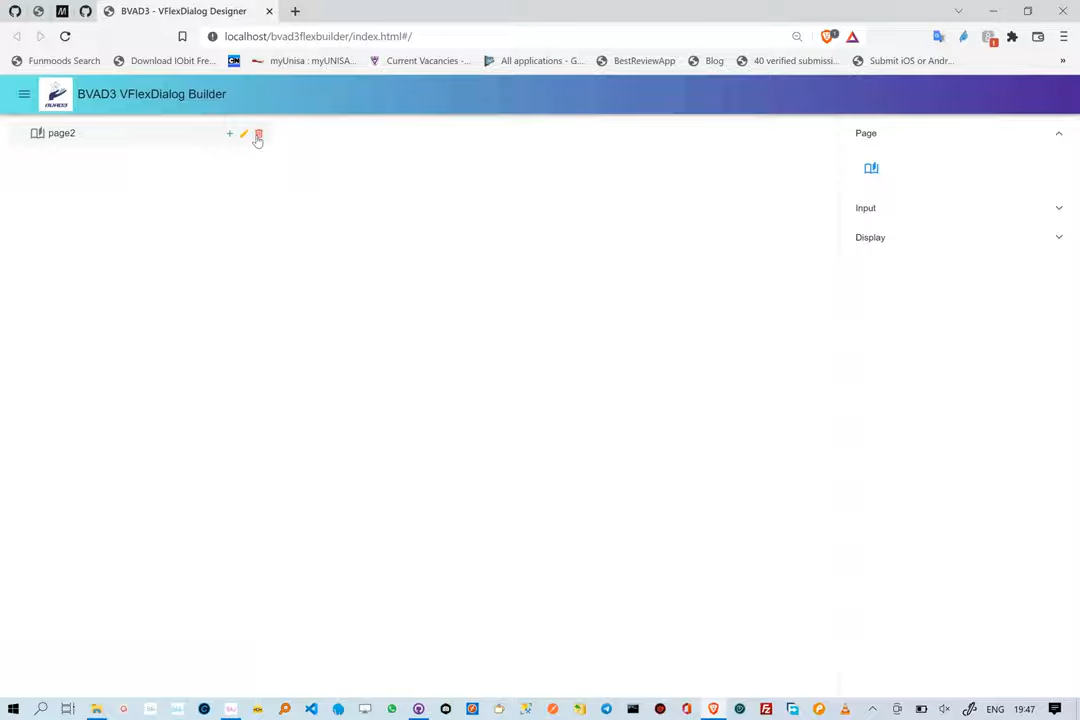 BVAD3 - VFlexDialog Designer
localhost/bvad3flexbuilder/index.html#/
Funmoods Search
Download IObit Fre...
myUnisa : myUNISA...
Current Vacancies -...
All applications - G...
BestReviewApp
Blog
40 verified submissi...
Submit iOS or Andr...
»
BVAD3
BVAD3 VFlexDialog Builder
page2
Page
Input
Display
ENG
19:47